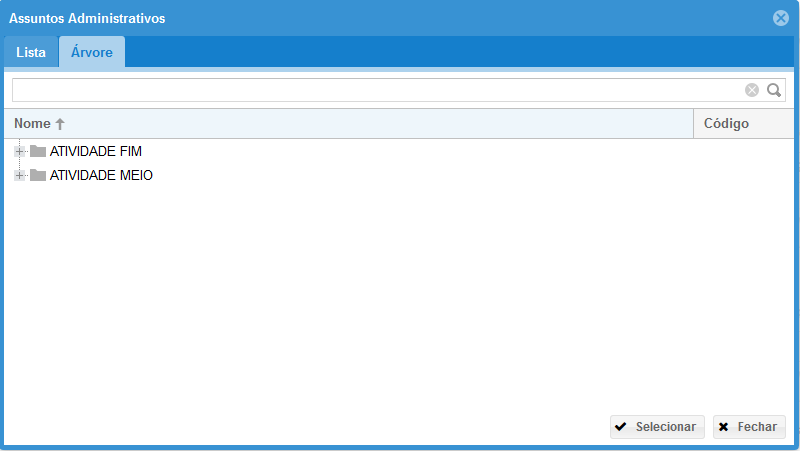 Assuntos Administrativos
Lista Árvore
Nome Código
ATIVIDADE FIM
ATIVIDADE MEIO
Selecionar Fechar